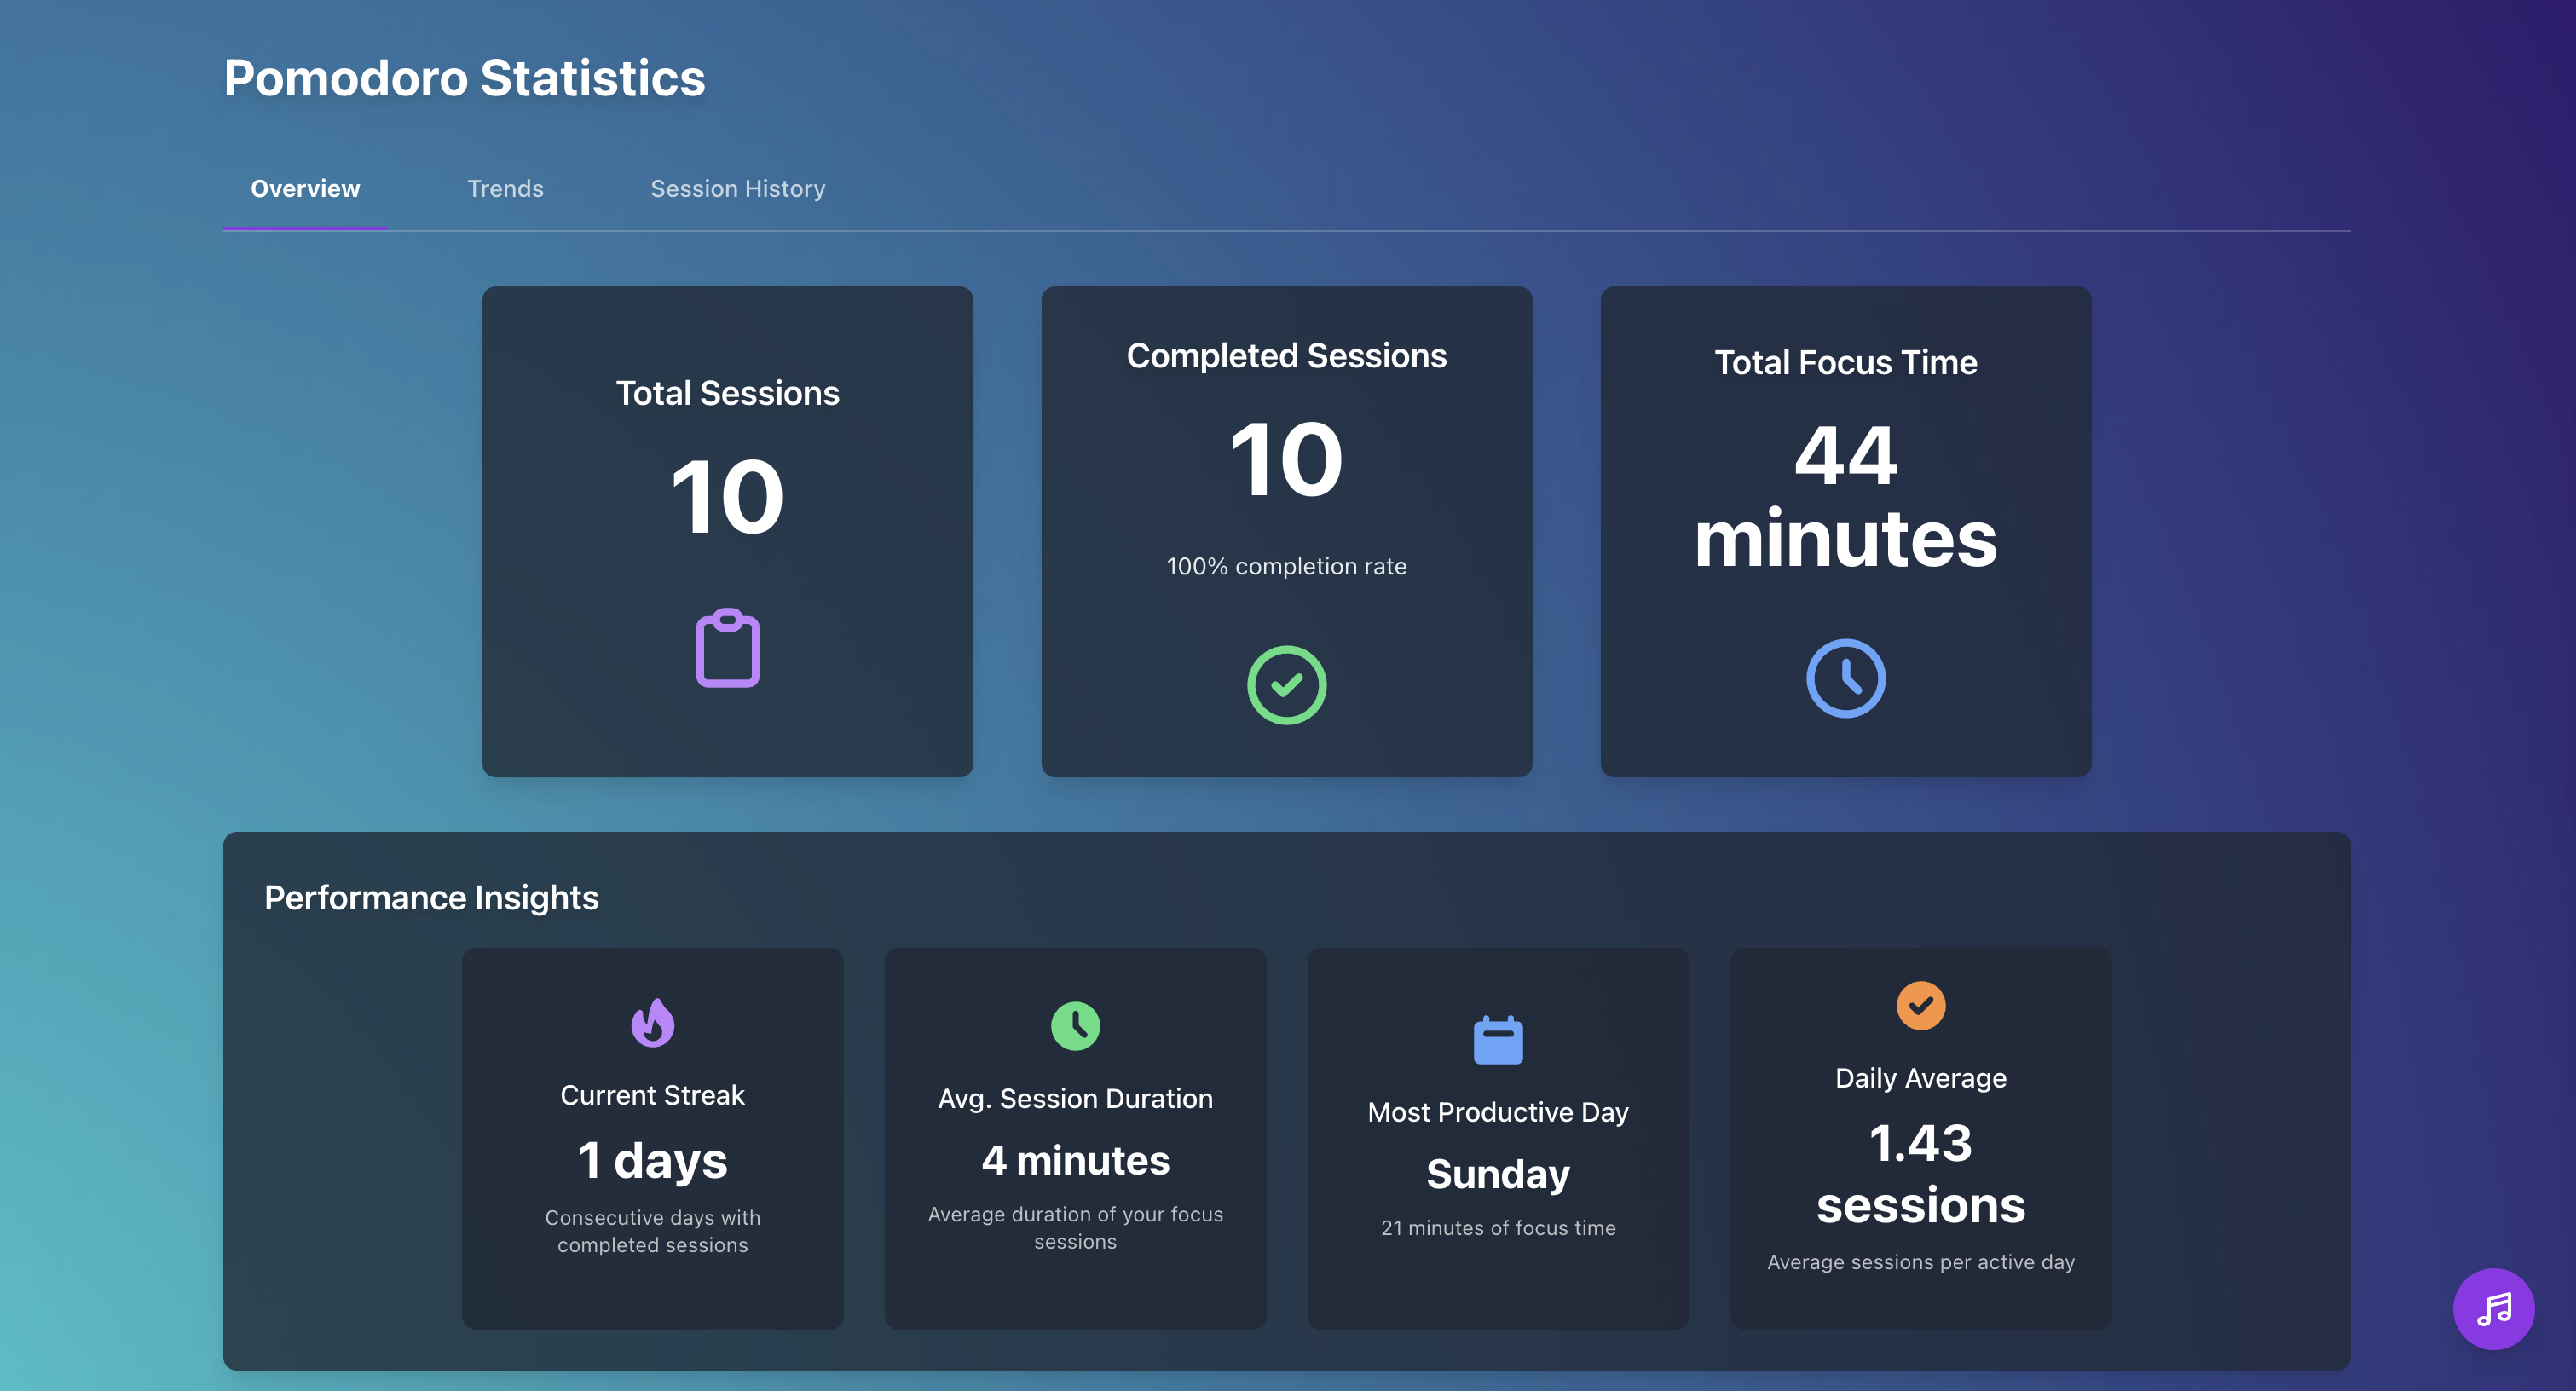 Pomodoro Statistics
Overview
Trends
Session History
Total Sessions
10
Completed Sessions
10
100% completion rate
Total Focus Time
44
minutes
Performance Insights
Current Streak
1 days
Consecutive days with
completed sessions
Avg. Session Duration
4 minutes
Average duration of your focus
sessions
Most Productive Day
Sunday
21 minutes of focus time
Daily Average
1.43
sessions
Average sessions per active day